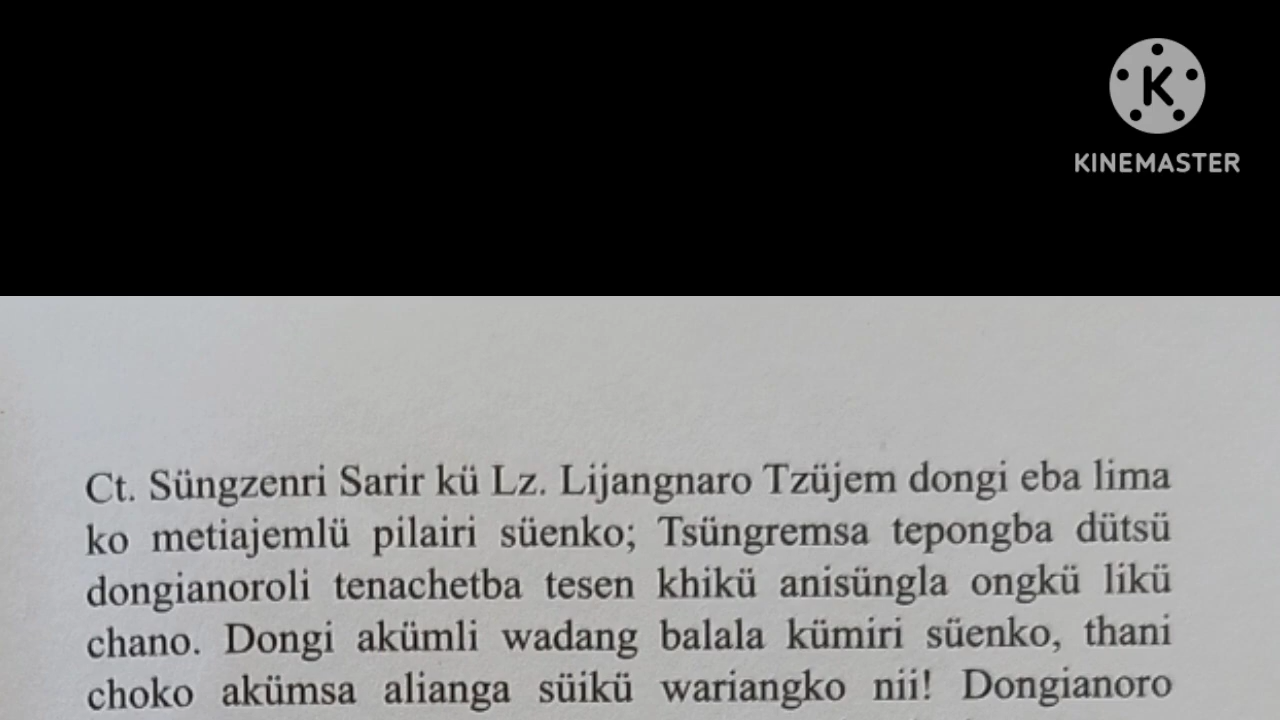 KINEMASTER
Ct. Süngzenri Sarir kü Lz. Lijangnaro Tzüjem dongi eba lima
ko metiajemlü pilairi süenko; Tsüngremsa tepongba dütsü
dongianoroli tenachetba tesen khikü anisüngla ongkü likü
chano. Dongi akümli wadang balala kümiri süenko, thani
choko akümsa alianga süikü wariangko nii! Dongianoro